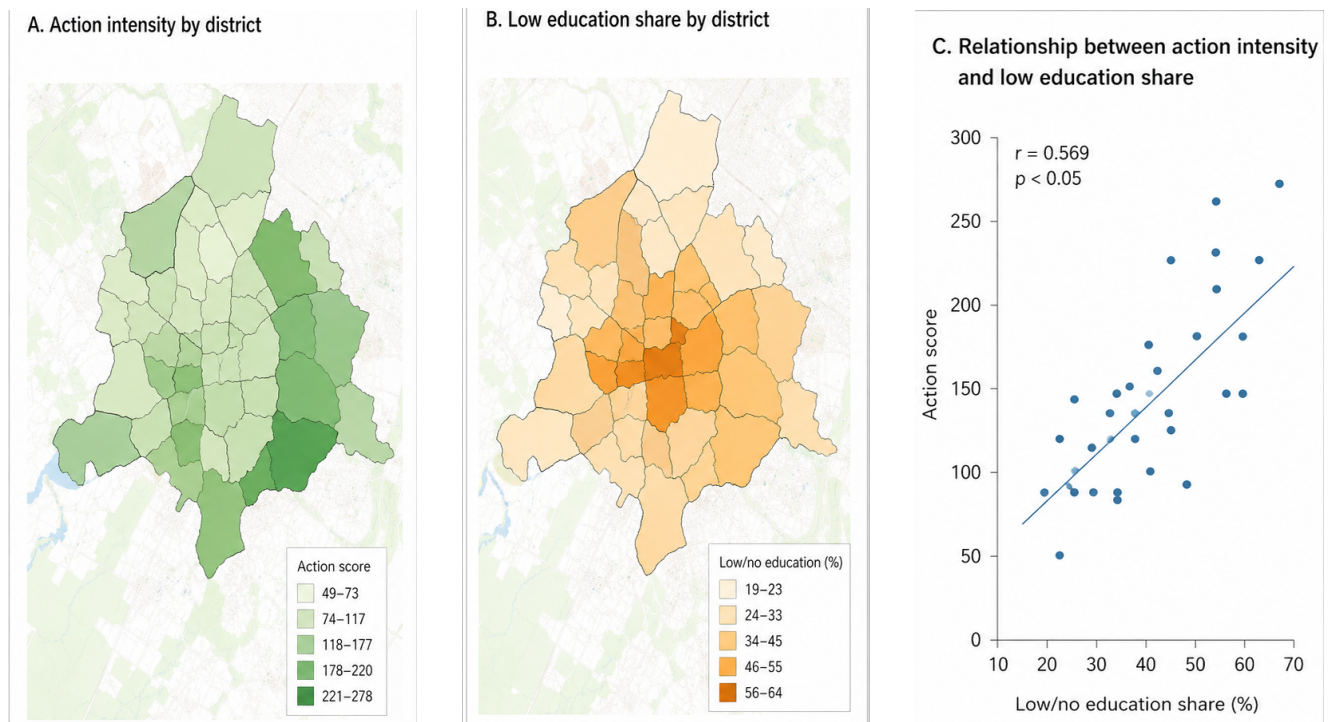 A. Action intensity by district
Action score
49–73
74–117
118–177
178–220
221–278
B. Low education share by district
Low/no education (%)
19–23
24–33
34–45
46–55
56–64
C. Relationship between action intensity
and low education share
r = 0.569
p < 0.05
300
250
200
150
100
50
0
Action score
10 20 30 40 50 60 70
Low/no education share (%)